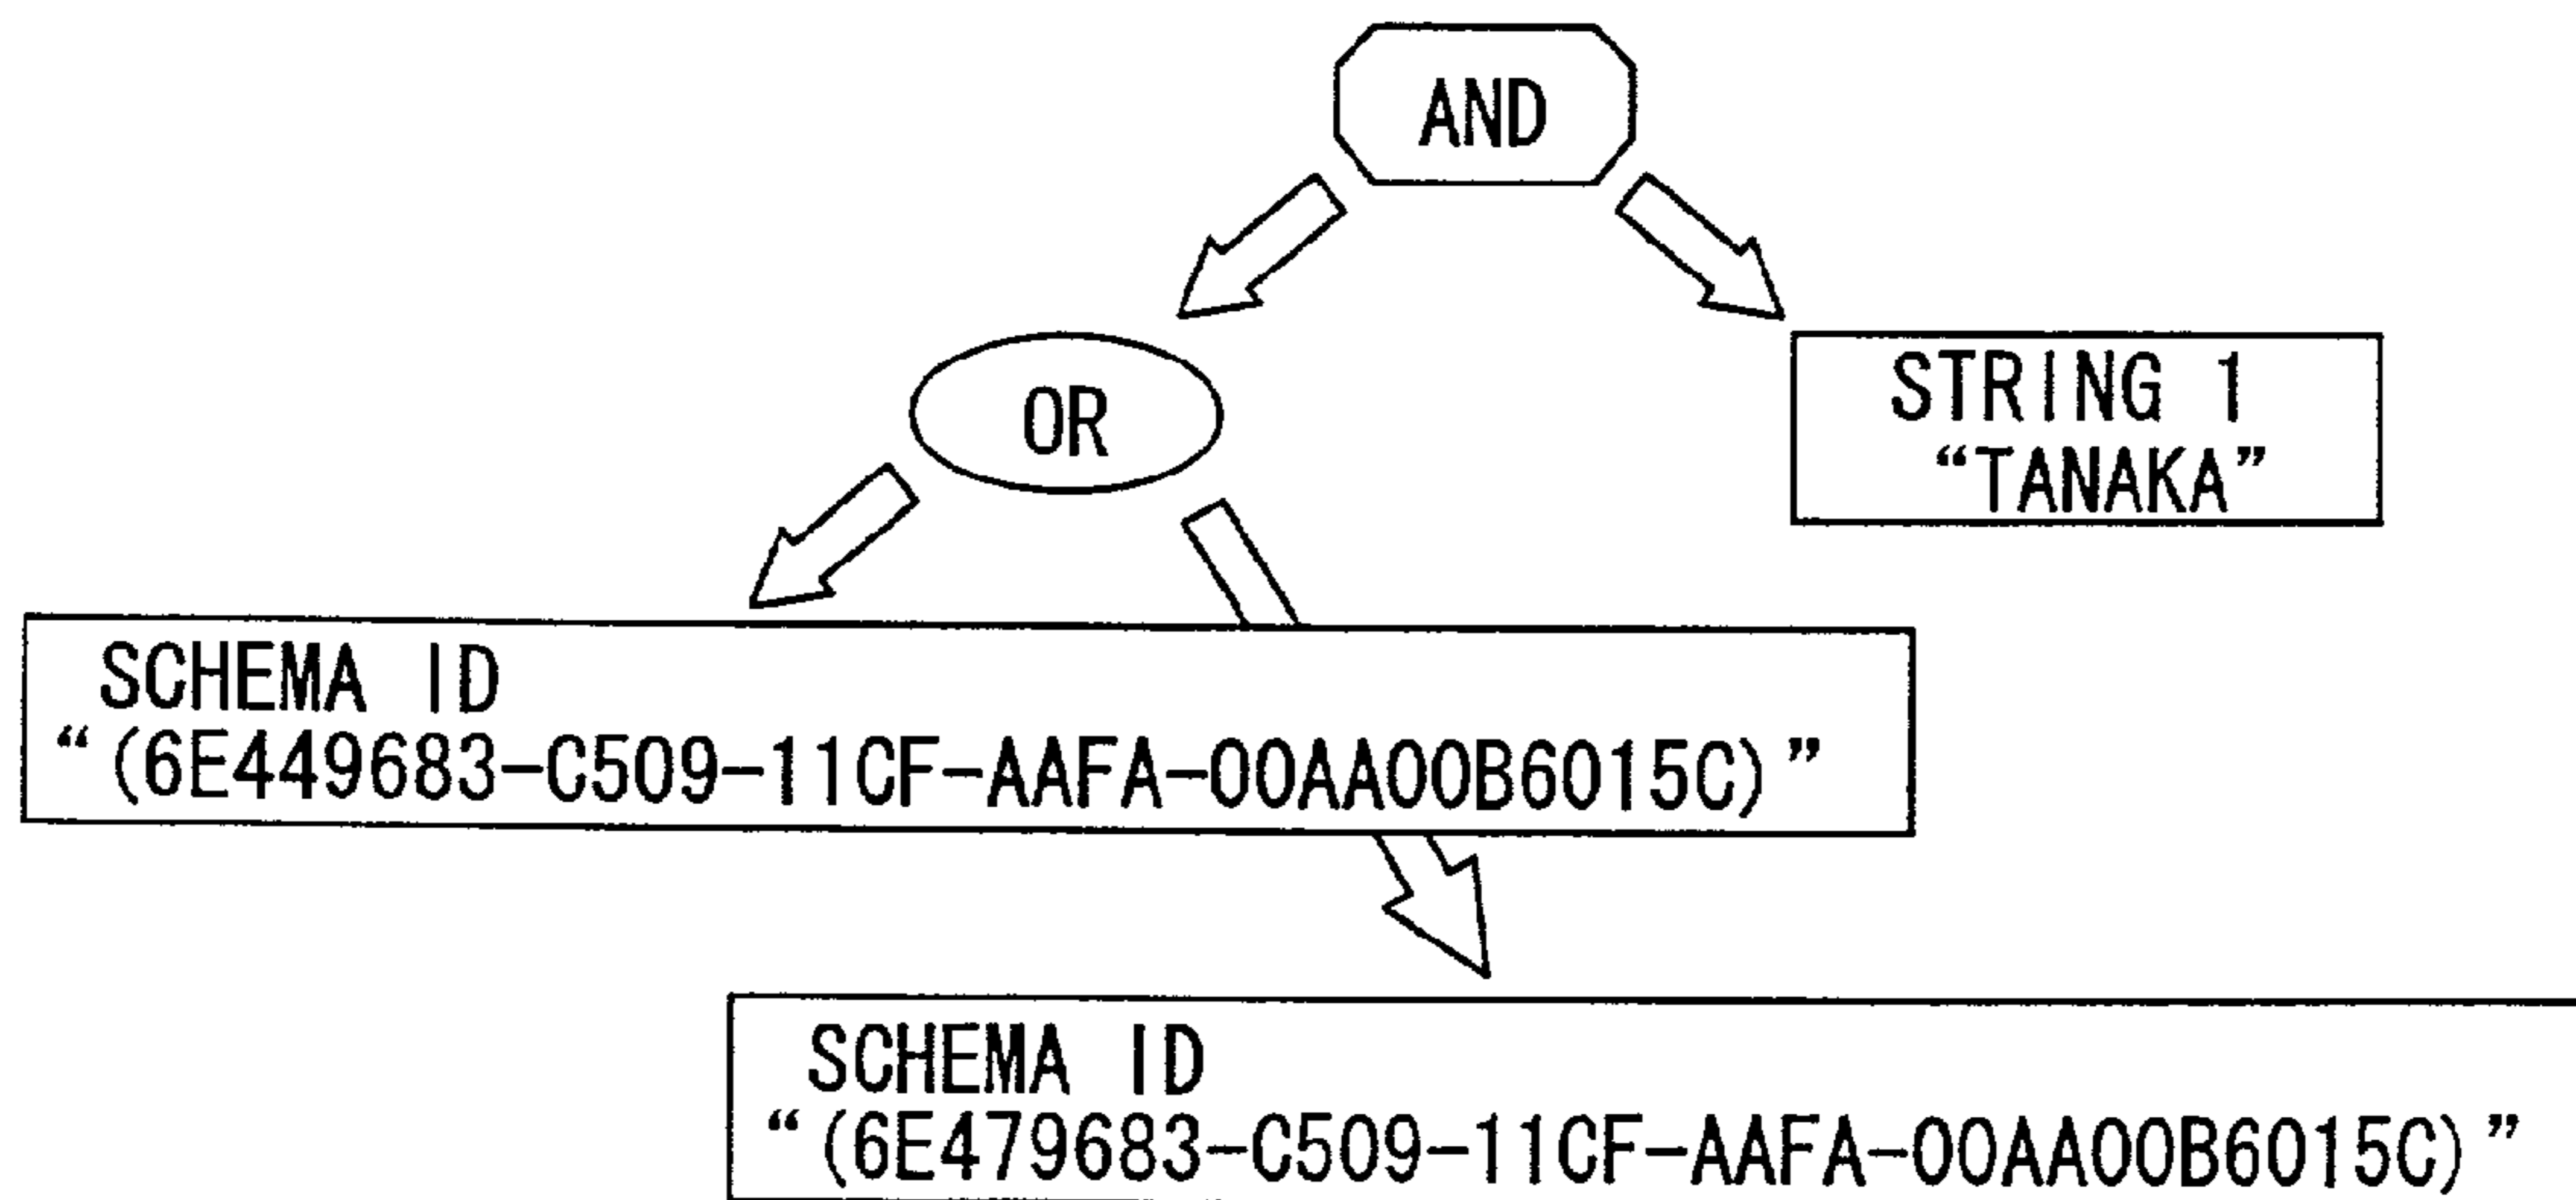 AND
OR
STRING 1
“TANAKA”
SCHEMA ID
“(6E449683-C509-11CF-AAFA-00AA00B6015C)”
SCHEMA ID
“(6E479683-C509-11CF-AAFA-00AA00B6015C)”